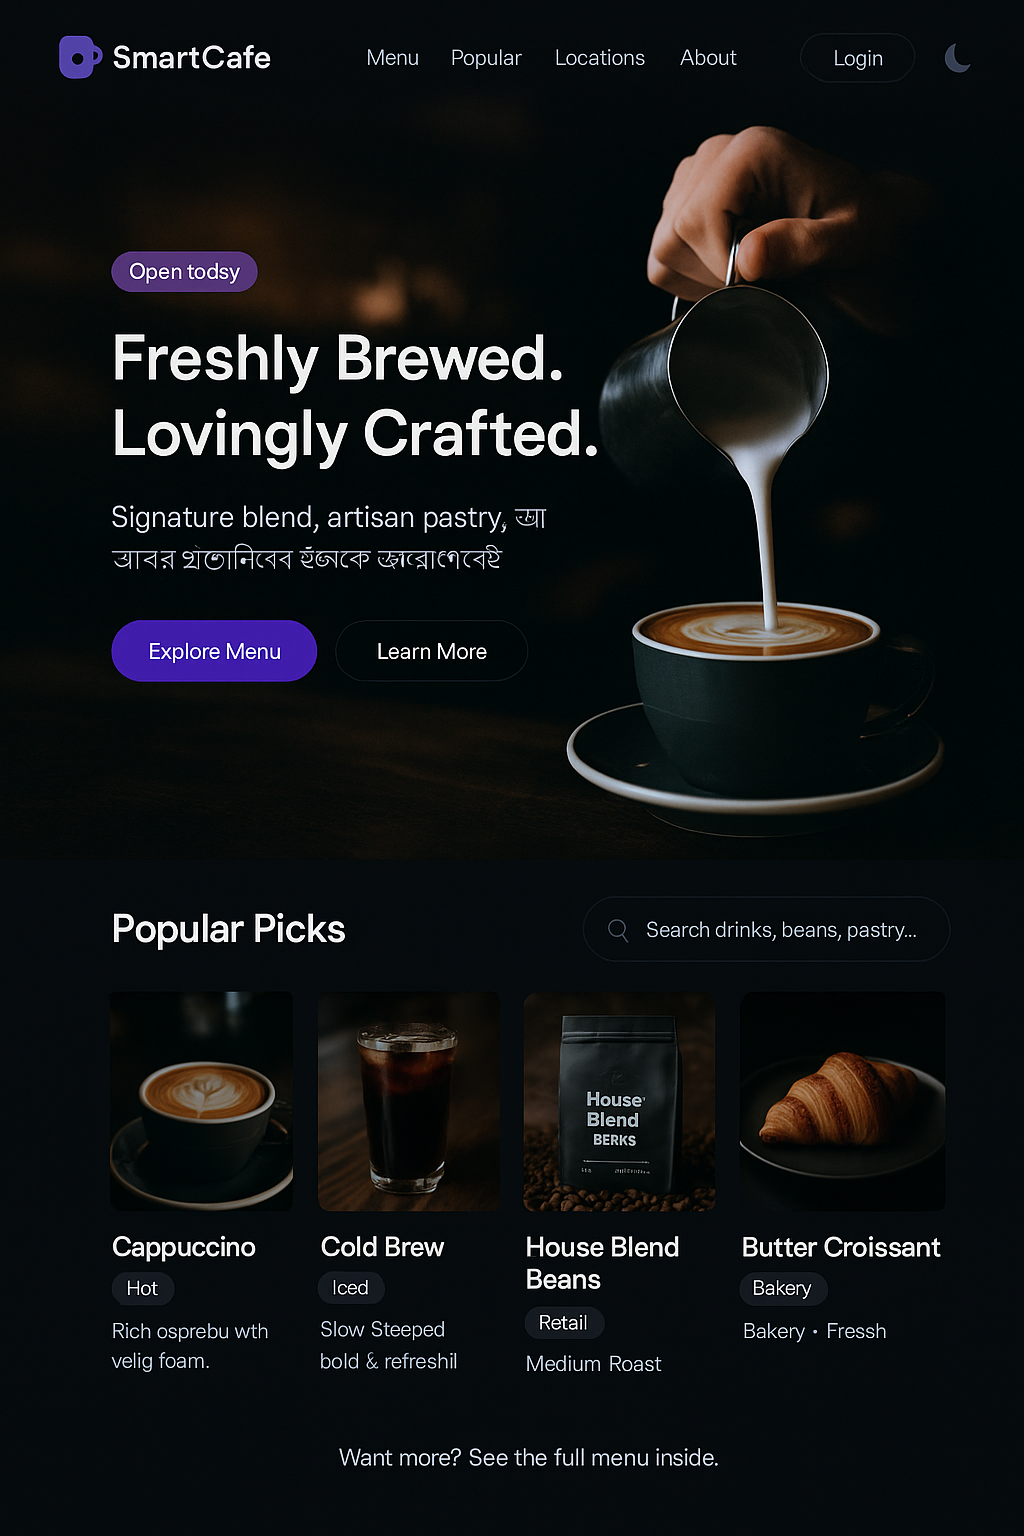 SmartCafe
Menu
Popular
Locations
About
Login
Open todsy
Freshly Brewed.
Lovingly Crafted.
Signature blend, artisan pastry, আ
আবর
Explore Menu
Learn More
Popular Picks
Search drinks, beans, pastry...
House
Blend
BERKS
Cappuccino
Hot
Rich osprebu wth
velig foam.
Cold Brew
Iced
Slow Steeped
bold & refreshil
House Blend
Beans
Retail
Medium Roast
Butter Croissant
Bakery
Bakery • Fressh
Want more? See the full menu inside.